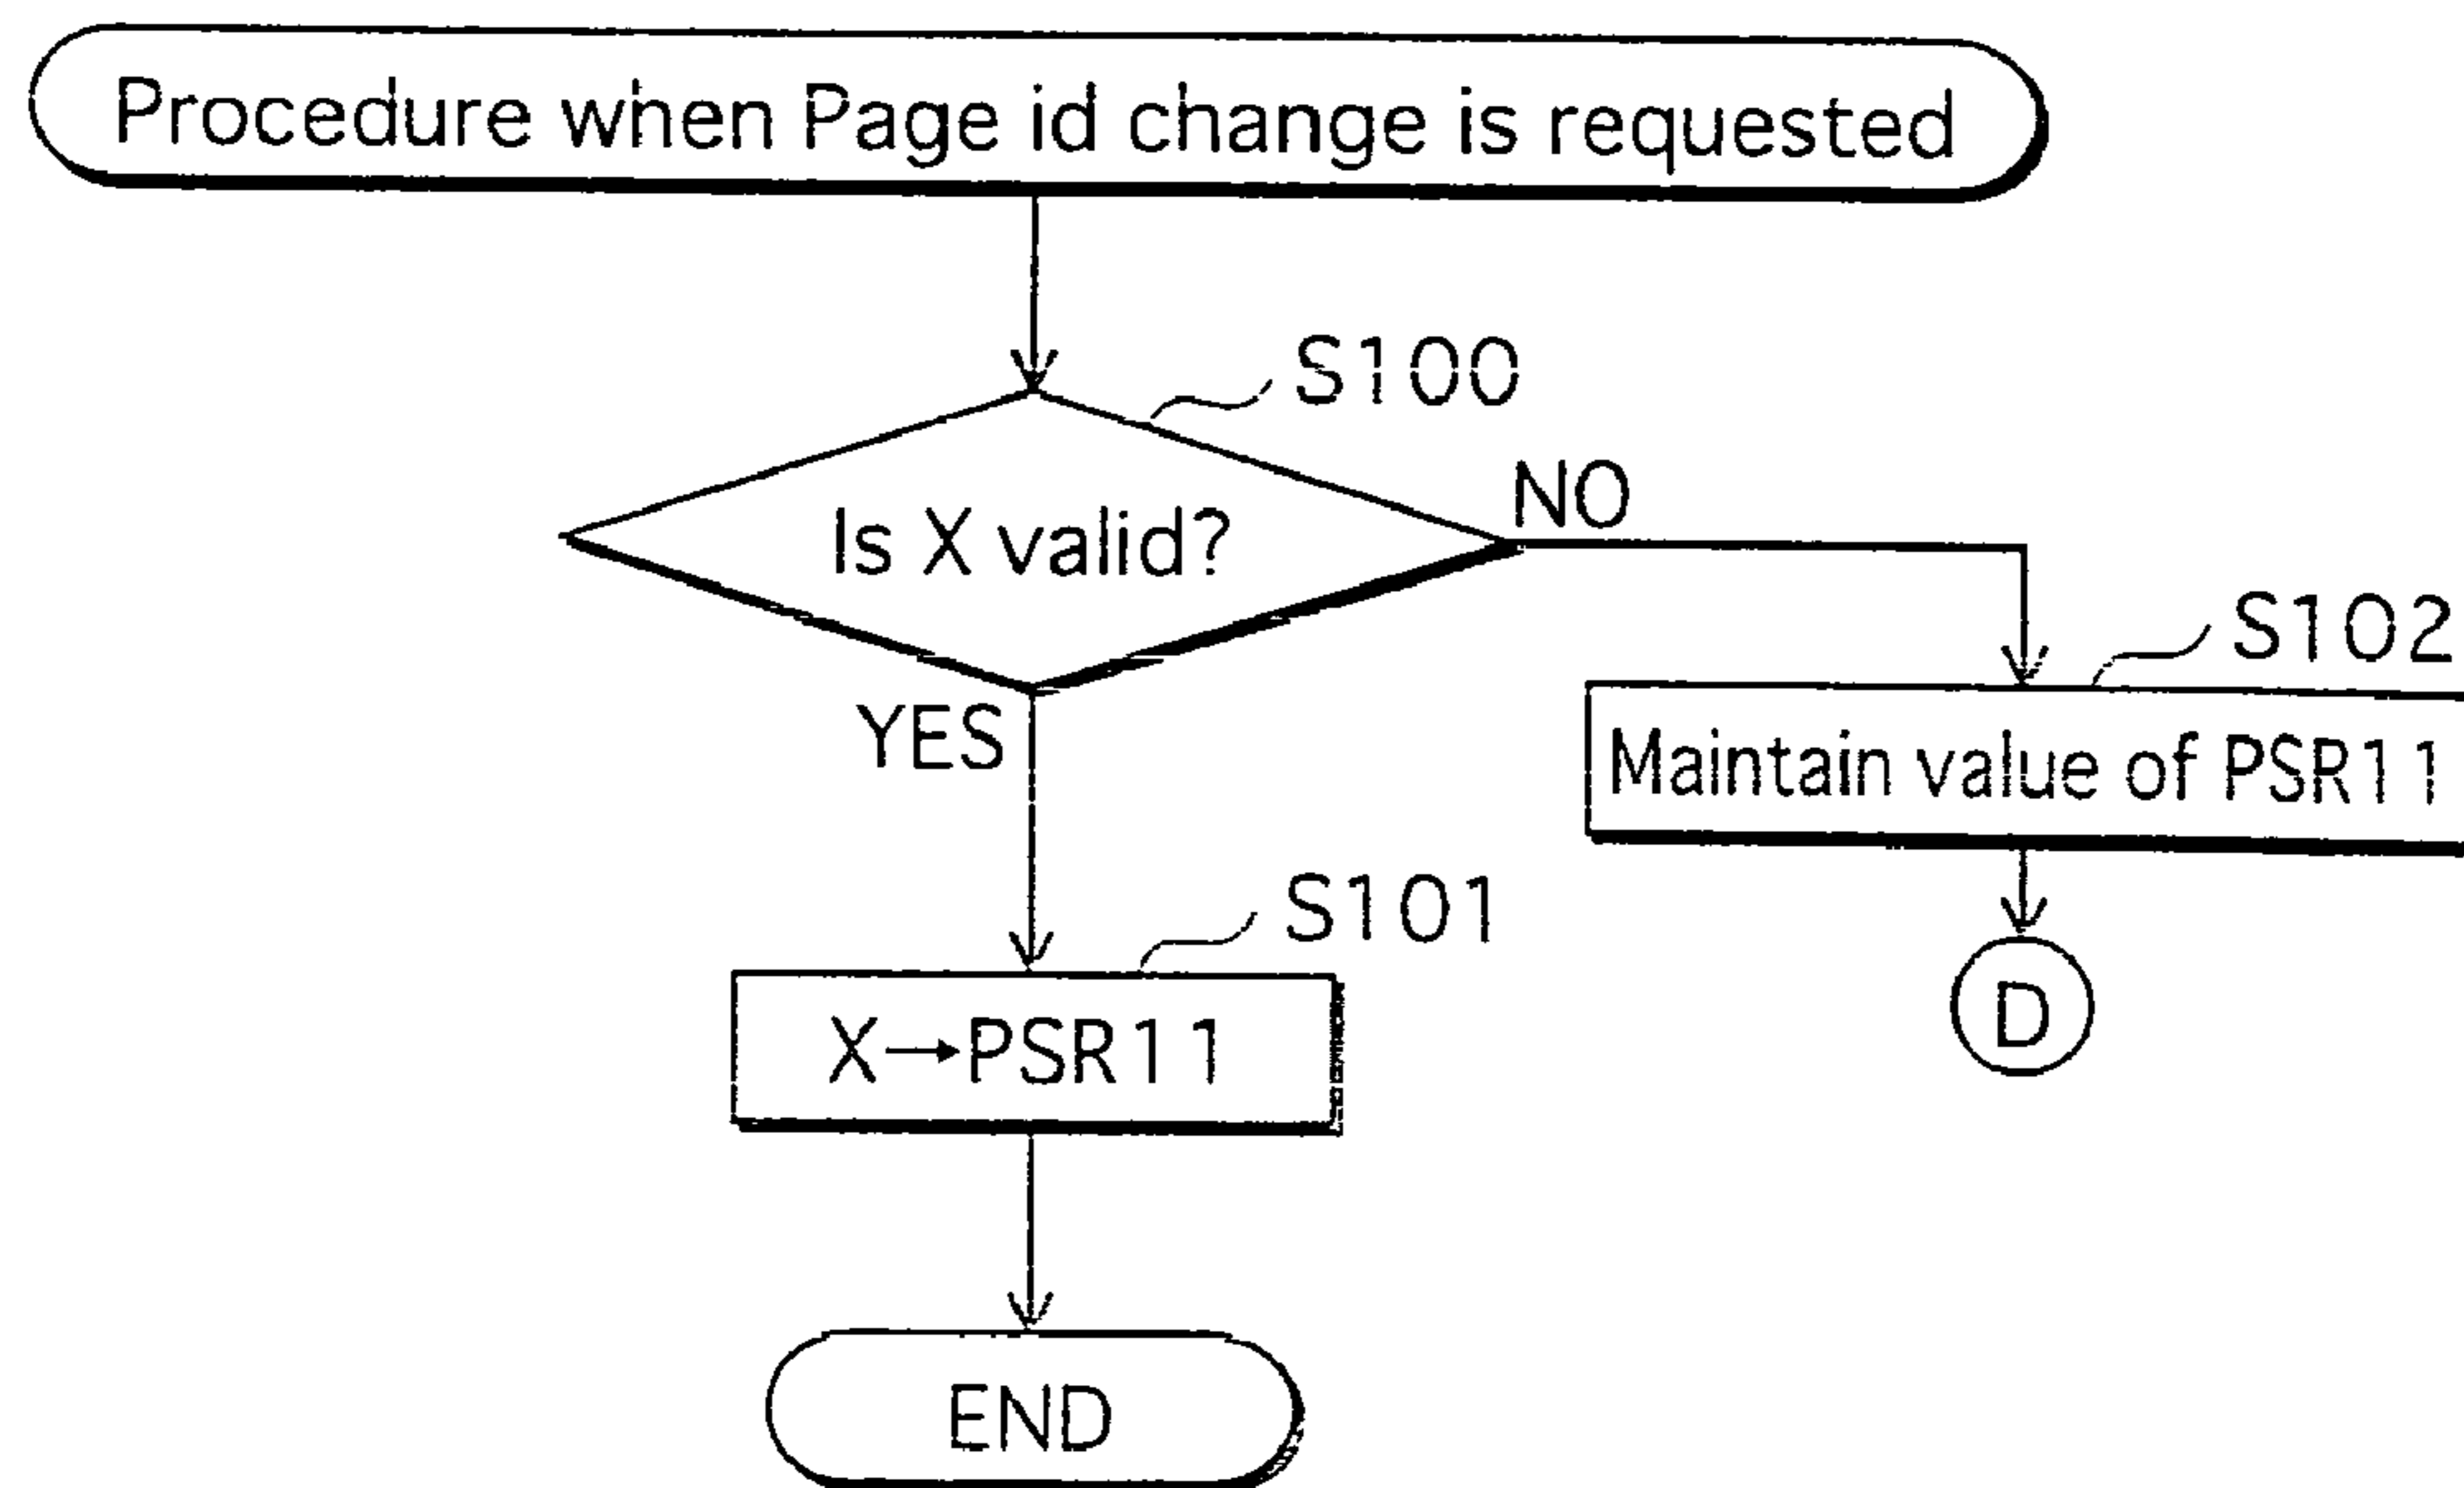 Procedure when Page id change is requested
S100
Is X valid?
NO
YES
S102
Maintain value of PSR11
S101
X→PSR11
D
END